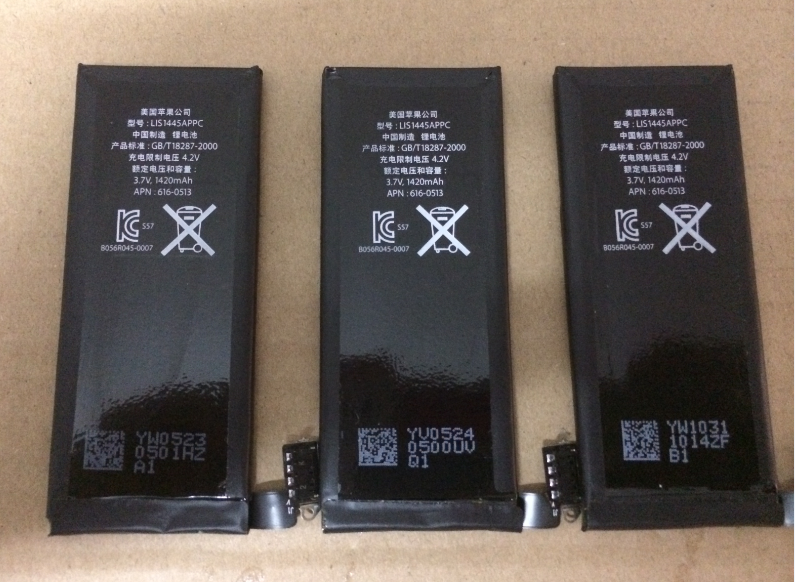 美国苹果公司
型号 : LIS1445APPC
中国制造 锂电池
产品标准 : GB/T18287-2000
充电限制电压 4.2V
额定电压和容量 :
3.7V, 1420mAh
APN : 616-0513
S57
B056R045-0007
YW0523
0501HZ
A1
美国苹果公司
型号 : LIS1445APPC
中国制造 锂电池
产品标准 : GB/T18287-2000
充电限制电压 4.2V
额定电压和容量 :
3.7V, 1420mAh
APN : 616-0513
S57
B056R045-0007
YV0524
0500UV
Q1
美国苹果公司
型号 : LIS1445APPC
中国制造 锂电池
产品标准 : GB/T18287-2000
充电限制电压 4.2V
额定电压和容量 :
3.7V, 1420mAh
APN : 616-0513
S57
B056R045-0007
YW1031
1014ZF
B1